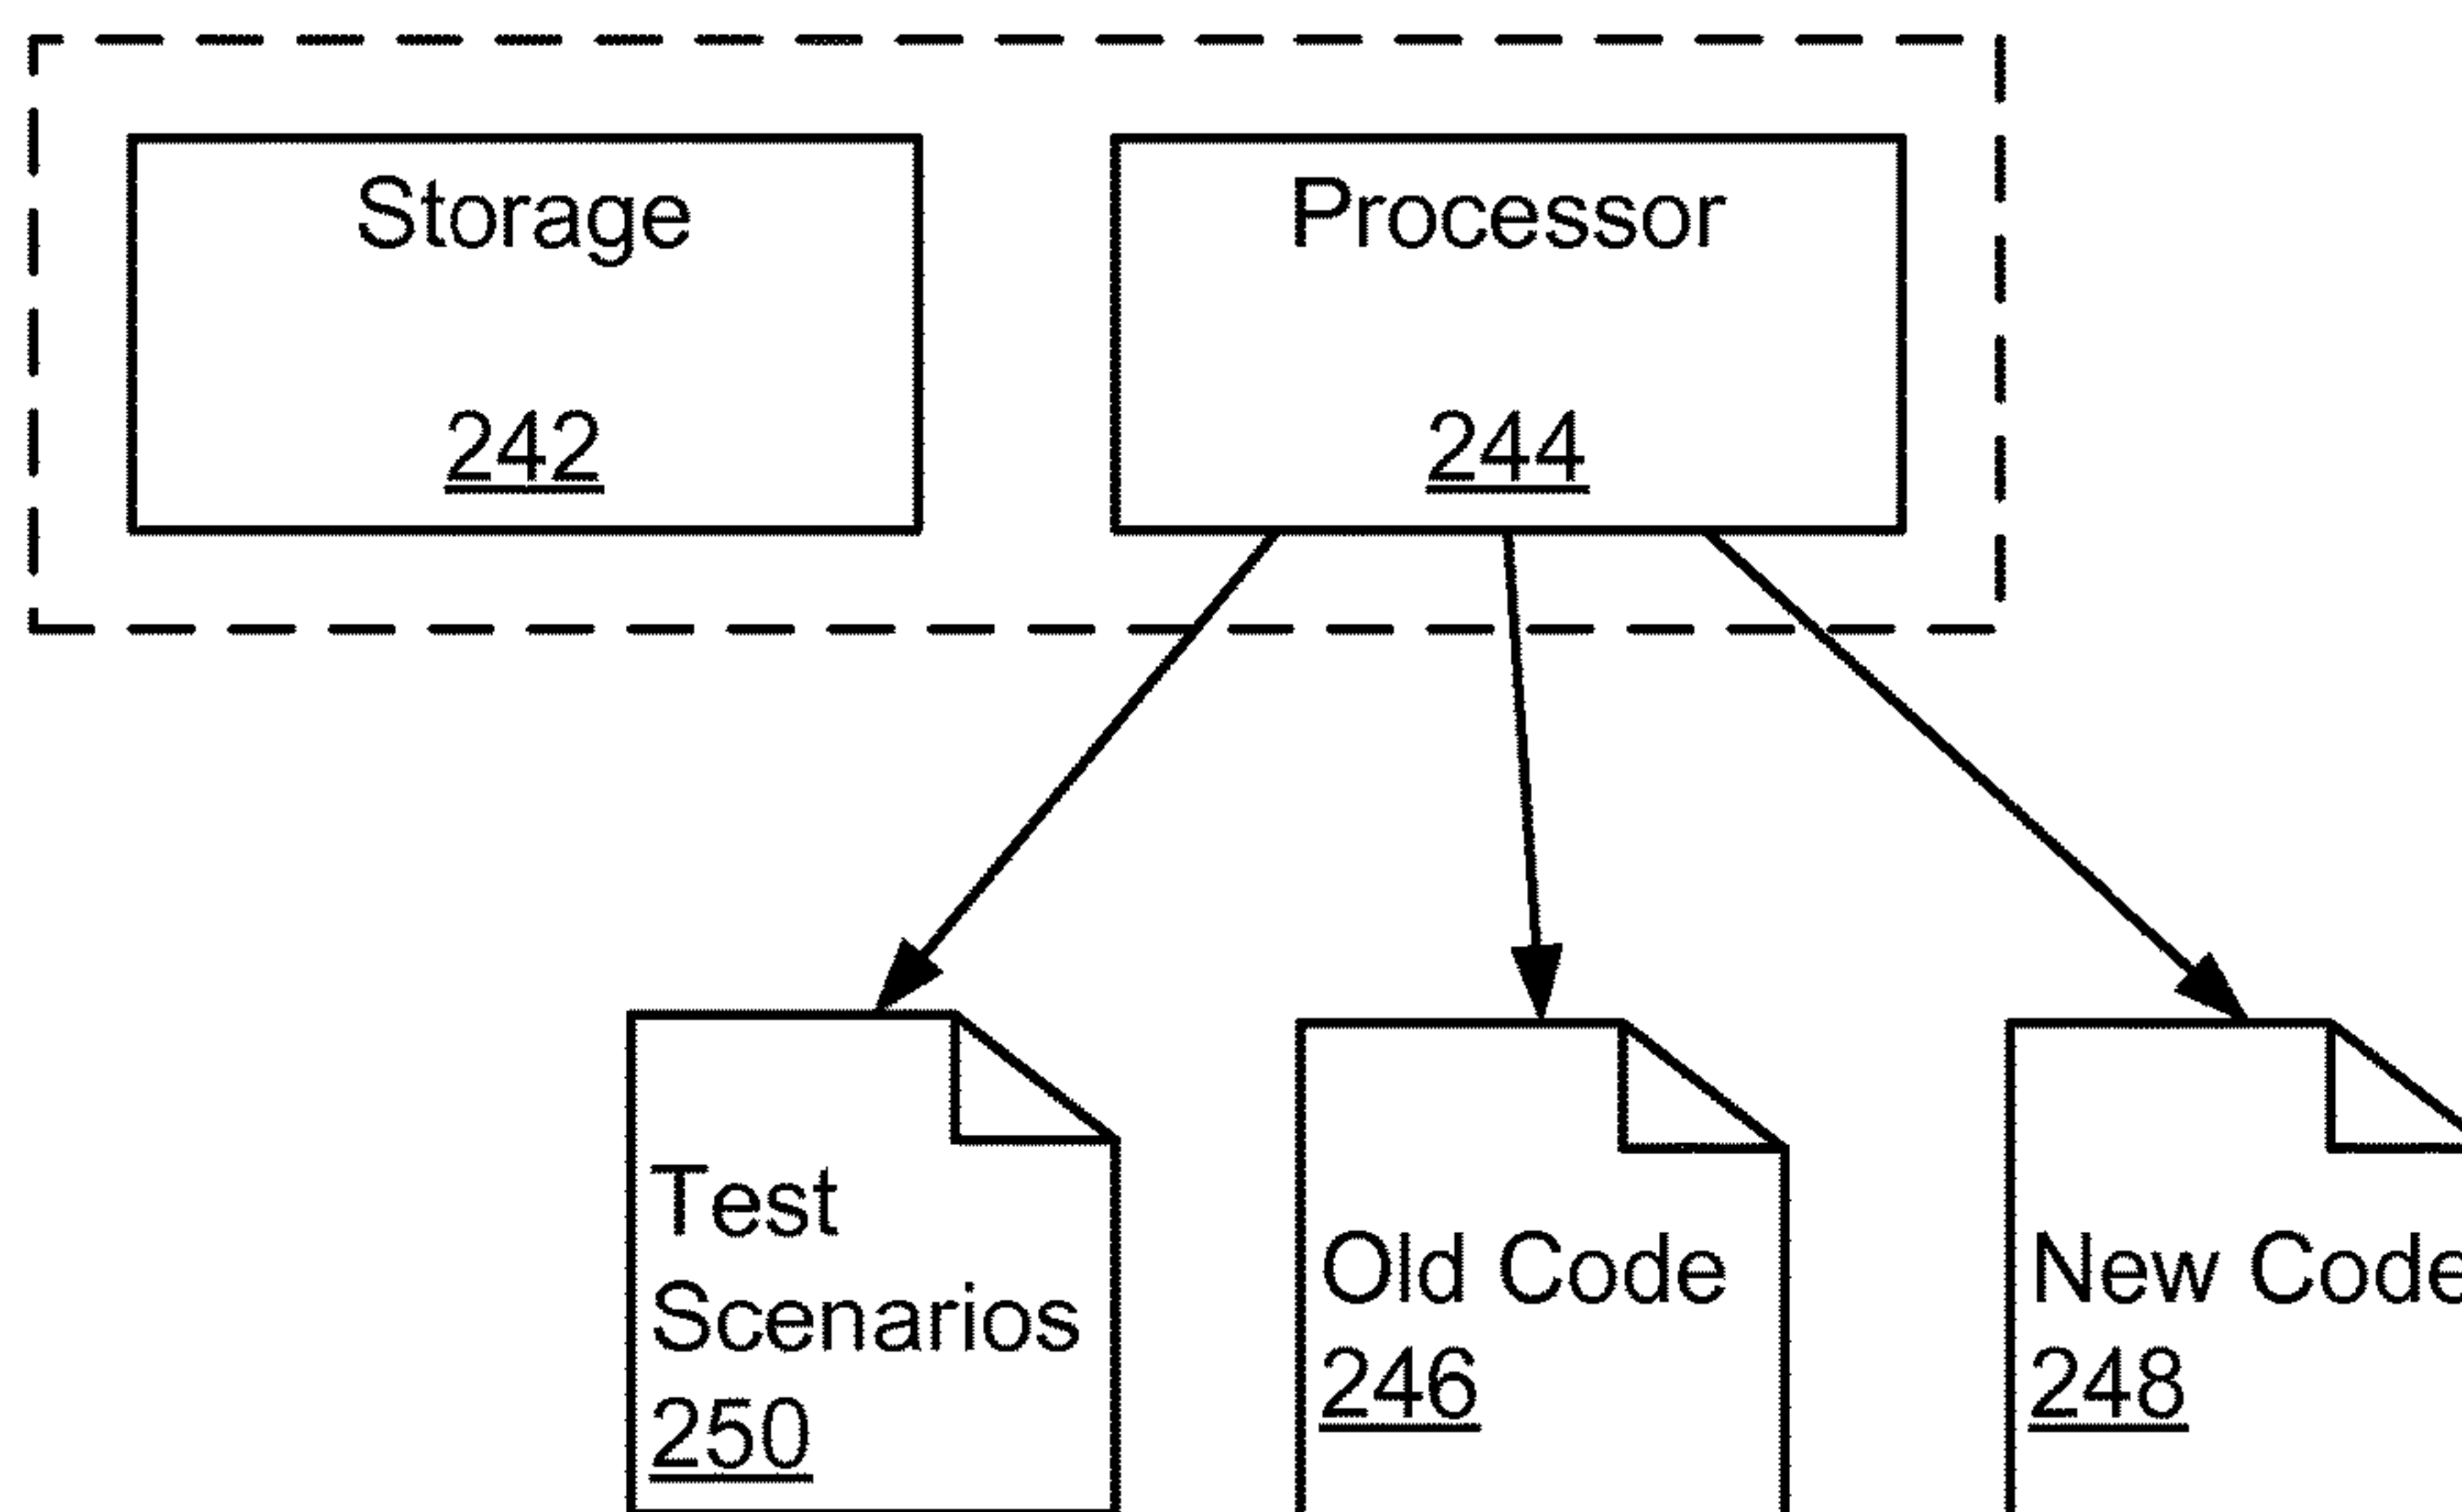 Storage
242
Processor
244
Test
Scenarios
250
Old Code
246
New Code
248